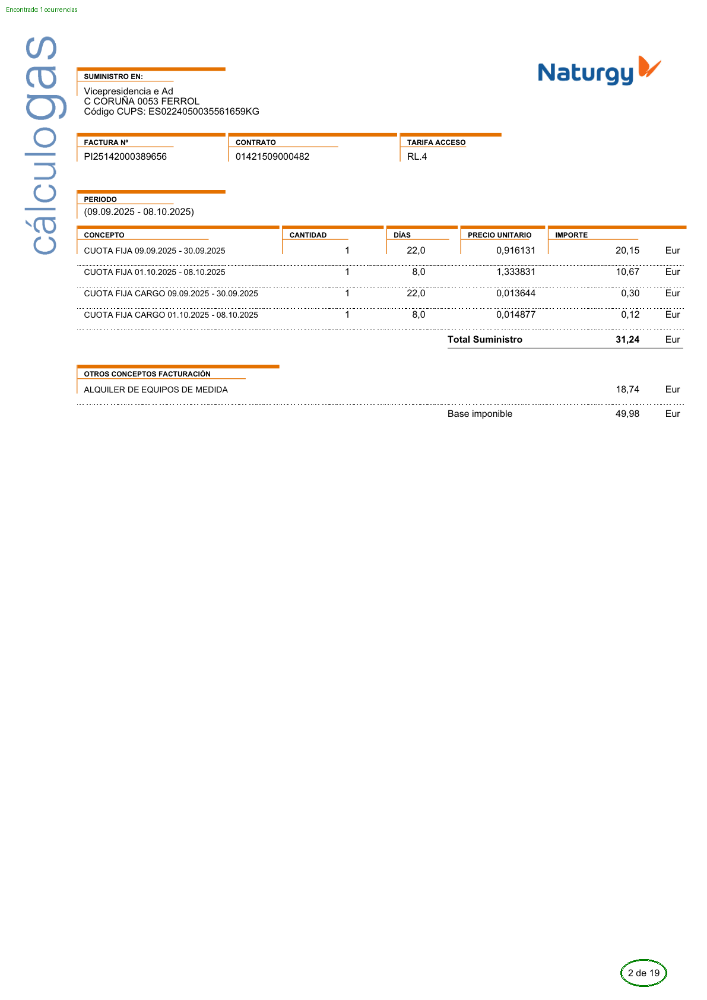 Encontrado: 1 ocurrencias
cálculogas
Naturgy
SUMINISTRO EN:
Vicepresidencia e Ad
C CORUÑA 0053 FERROL
Código CUPS: ES0224050035561659KG
FACTURA Nº CONTRATO TARIFA ACCESO
PI25142000389656 01421509000482 RL.4
PERIODO
(09.09.2025 - 08.10.2025)
CONCEPTO CANTIDAD DÍAS PRECIO UNITARIO IMPORTE
CUOTA FIJA 09.09.2025 - 30.09.2025 1 22,0 0,916131 20,15 Eur
CUOTA FIJA 01.10.2025 - 08.10.2025 1 8,0 1,333831 10,67 Eur
CUOTA FIJA CARGO 09.09.2025 - 30.09.2025 1 22,0 0,013644 0,30 Eur
CUOTA FIJA CARGO 01.10.2025 - 08.10.2025 1 8,0 0,014877 0,12 Eur
Total Suministro 31,24 Eur
OTROS CONCEPTOS FACTURACIÓN
ALQUILER DE EQUIPOS DE MEDIDA 18,74 Eur
Base imponible 49,98 Eur
2 de 19